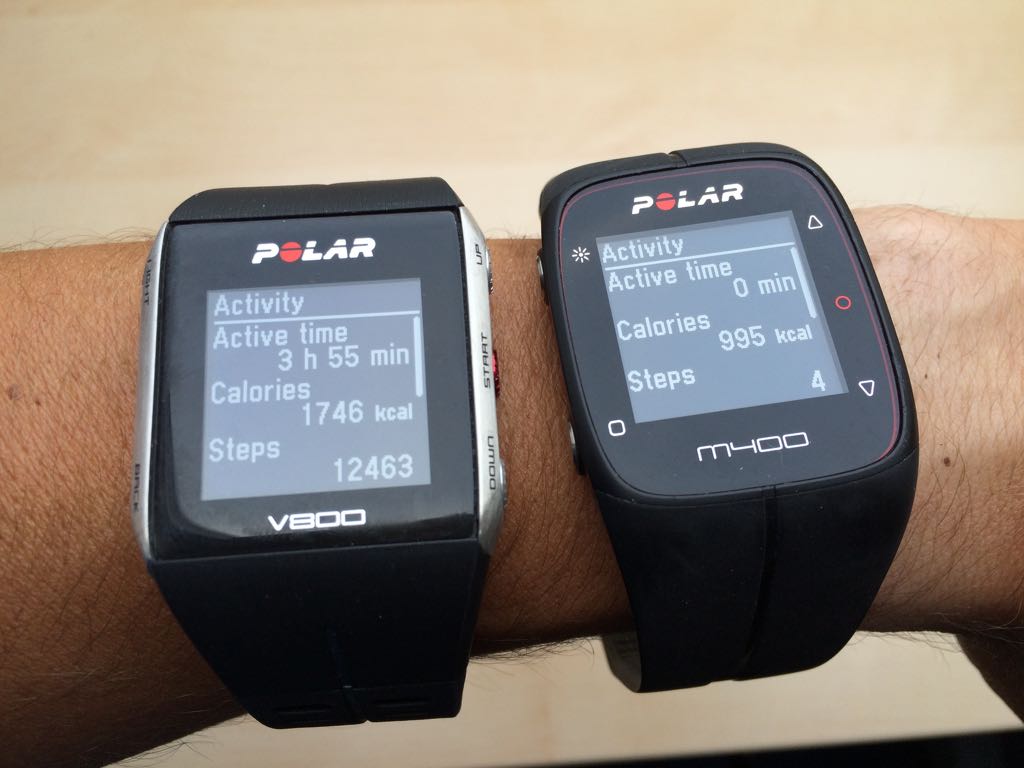 POLAR
Activity
Active time
3 h 55 min
Calories
1746 kcal
Steps
12463
V800
LIGHT
BACK
UP
START
DOWN
POLAR
Activity
Active time
0 min
Calories
995 kcal
Steps
4
M400